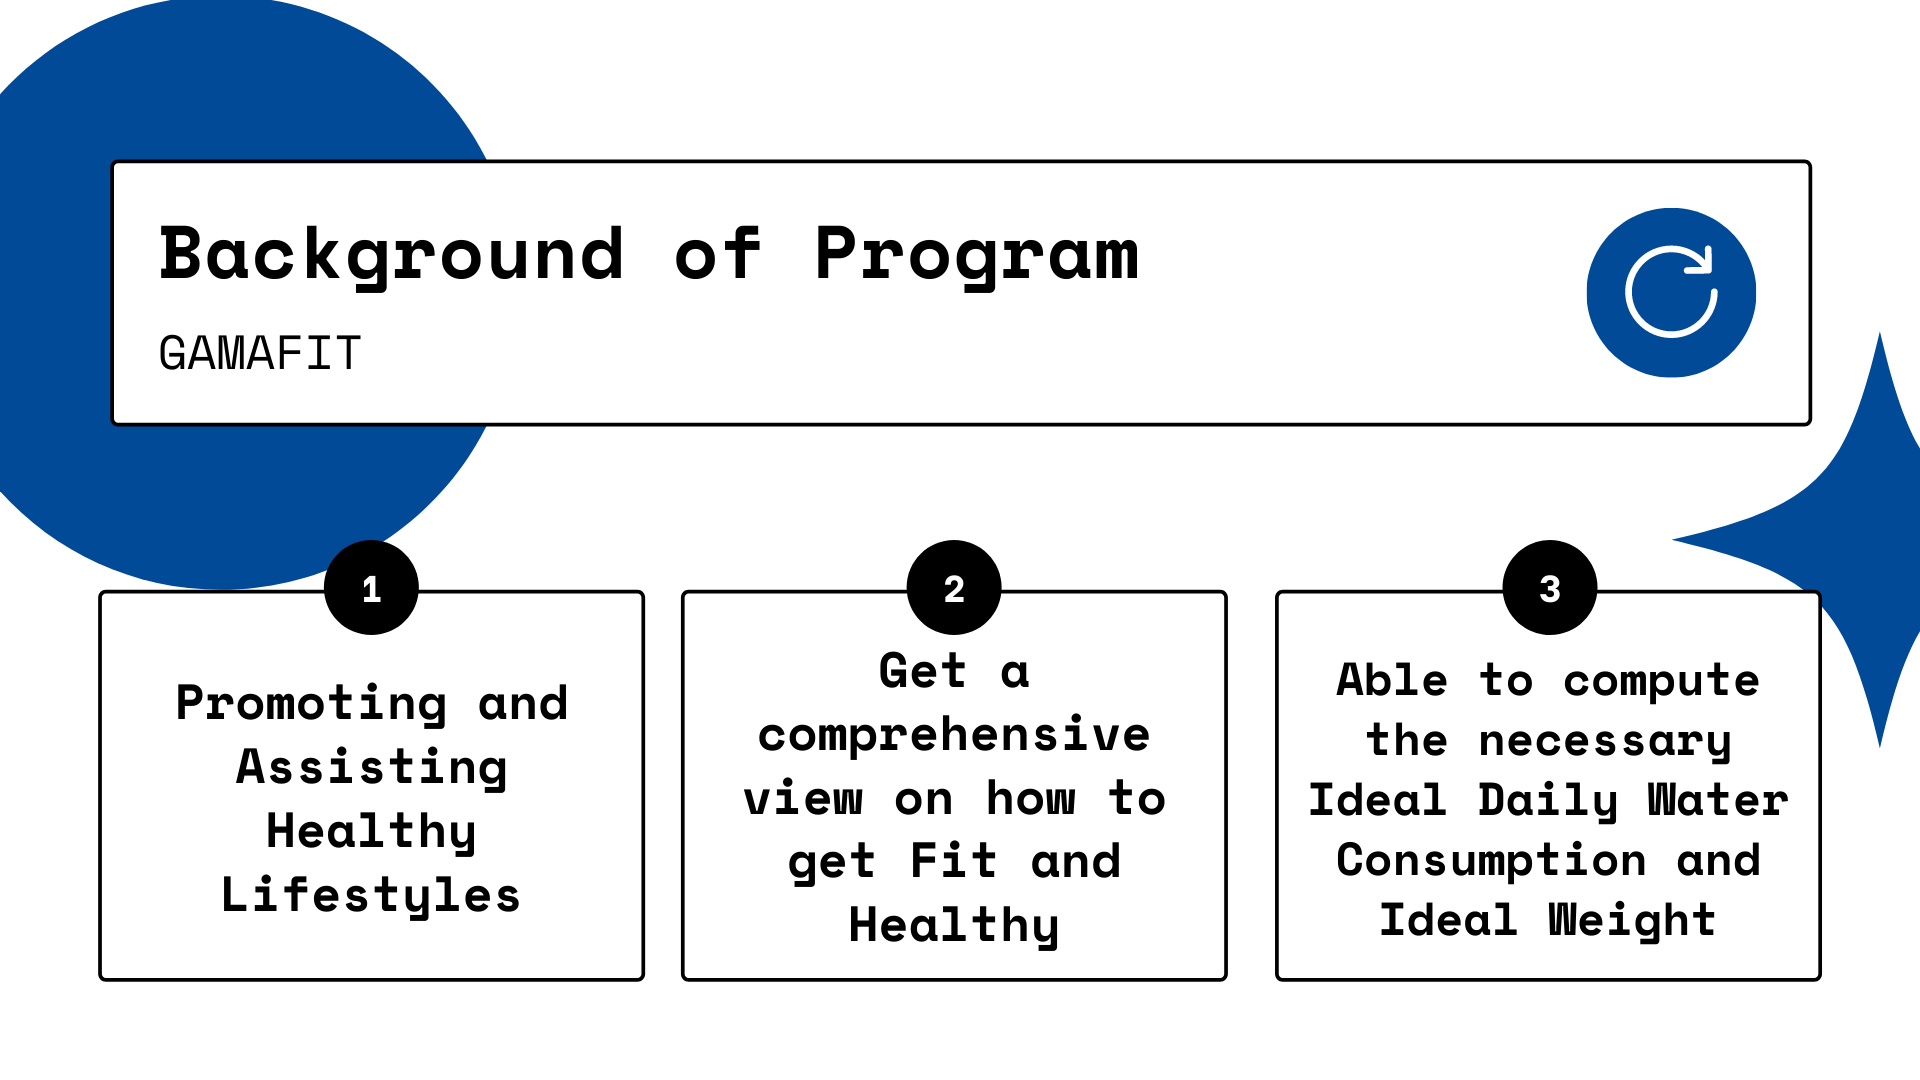 Background of Program
GAMAFIT
1
Promoting and
Assisting
Healthy
Lifestyles
2
Get a
comprehensive
view on how to
get Fit and
Healthy
3
Able to compute
the necessary
Ideal Daily Water
Consumption and
Ideal Weight